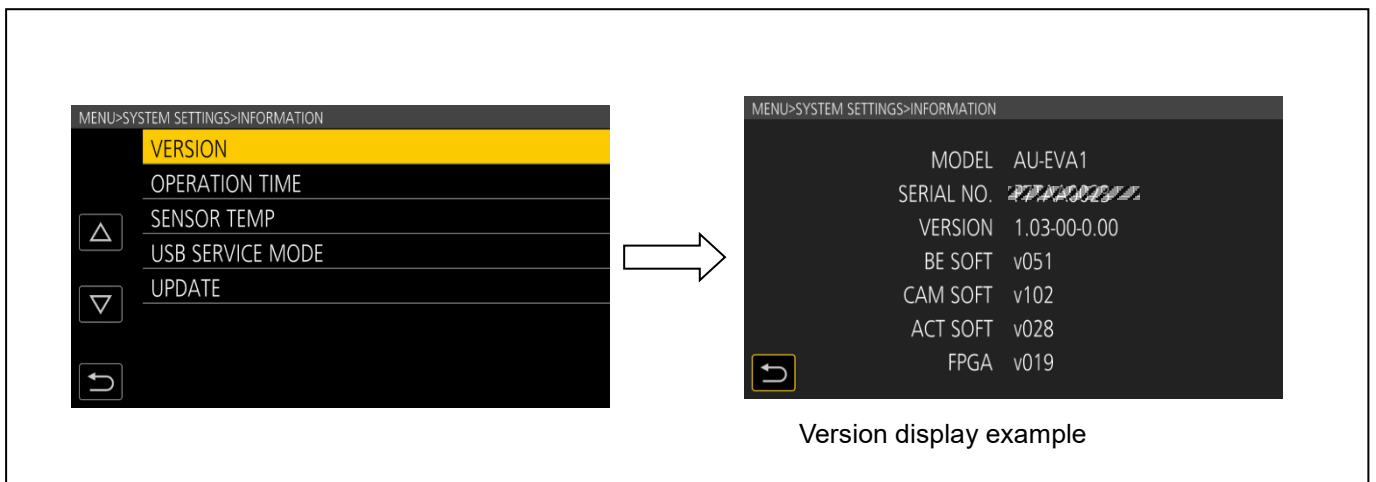 MENU>SYSTEM SETTINGS>INFORMATION
VERSION
OPERATION TIME
SENSOR TEMP
USB SERVICE MODE
UPDATE
MENU>SYSTEM SETTINGS>INFORMATION
MODEL AU-EVA1
SERIAL NO.
VERSION 1.03-00-0.00
BE SOFT v051
CAM SOFT v102
ACT SOFT v028
FPGA v019
Version display example